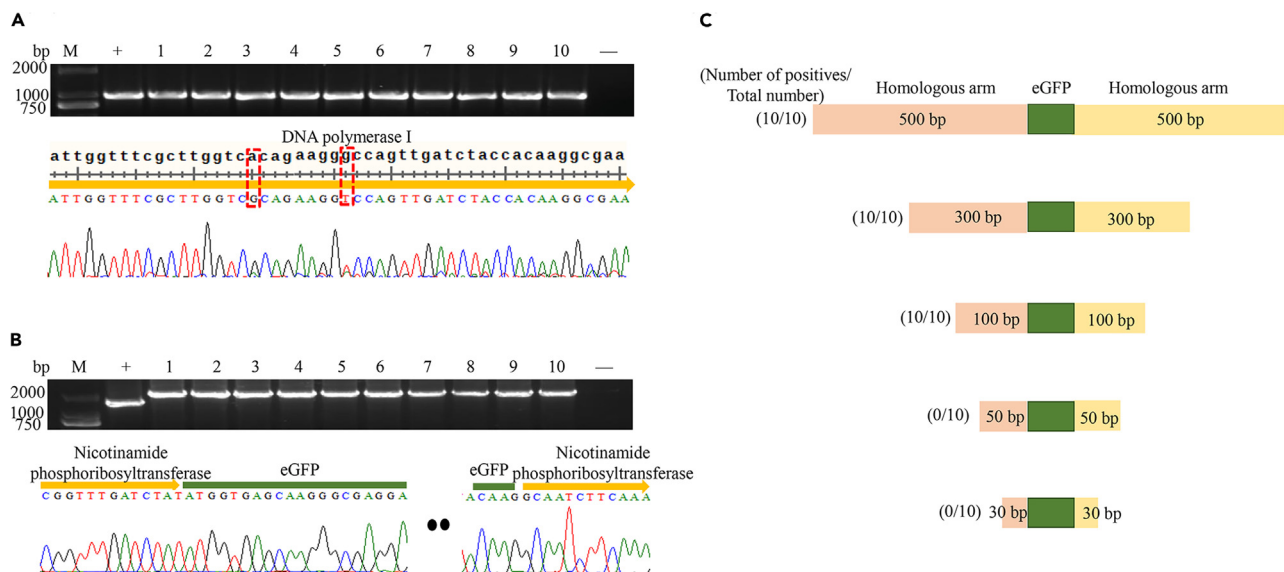 A
bp M + 1 2 3 4 5 6 7 8 9 10 —
2000
1000
750
DNA polymerase I
attggtttcgcttggtcacagaagggccagttgatctaccacaaggcgaa
ATTGGTTTCGCTTGGTCGCAGAAGGTCCAGTTGATCTACCACAAGGCGAA
B
bp M + 1 2 3 4 5 6 7 8 9 10 —
2000
1000
750
Nicotinamide
phosphoribosyltransferase
eGFP
CGGTTTGATCTATATGGTGAGCAAGGGCGAGGA
eGFP
Nicotinamide
phosphoribosyltransferase
ACAAGGCAATCTTCAAA
C
(Number of positives/
Total number)
Homologous arm eGFP Homologous arm
(10/10) 500 bp 500 bp
(10/10) 300 bp 300 bp
(10/10) 100 bp 100 bp
(0/10) 50 bp 50 bp
(0/10) 30 bp 30 bp